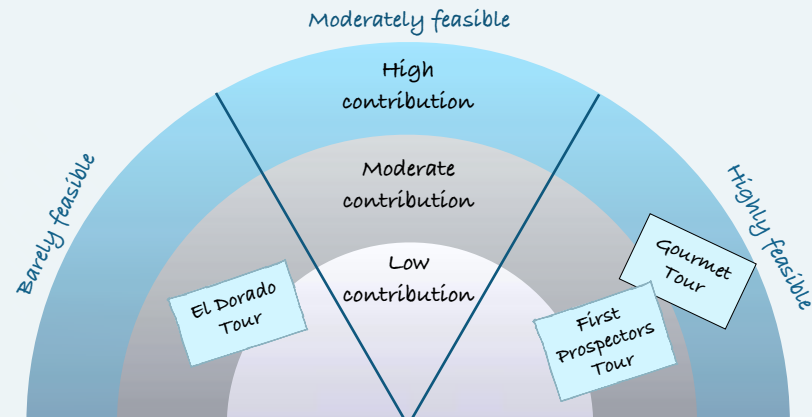 Moderately feasible
High
contribution
Moderate
contribution
Low
contribution
Barely feasible
Highly feasible
El Dorado
Tour
Gourmet
Tour
First
Prospectors
Tour